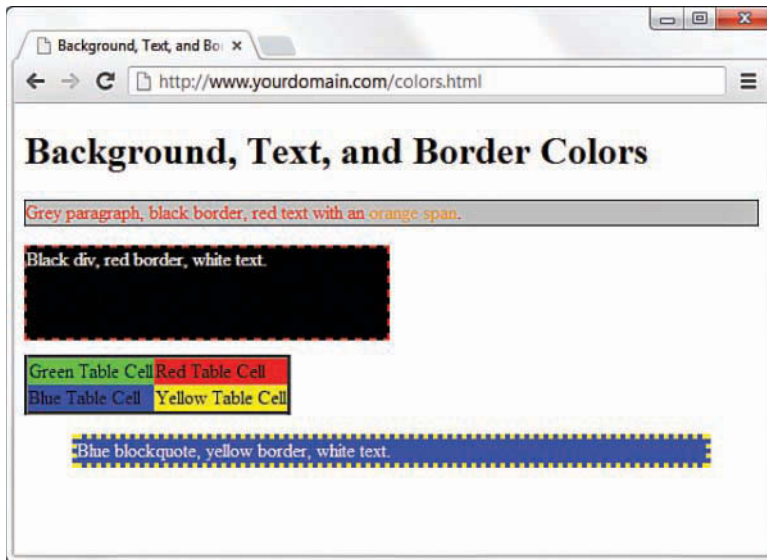 Background, Text, and Bo
http://www.yourdomain.com/colors.html
Background, Text, and Border Colors
Grey paragraph, black border, red text with an orange span.
Black div, red border, white text.
Green Table Cell Red Table Cell
Blue Table Cell Yellow Table Cell
Blue blockquote, yellow border, white text.